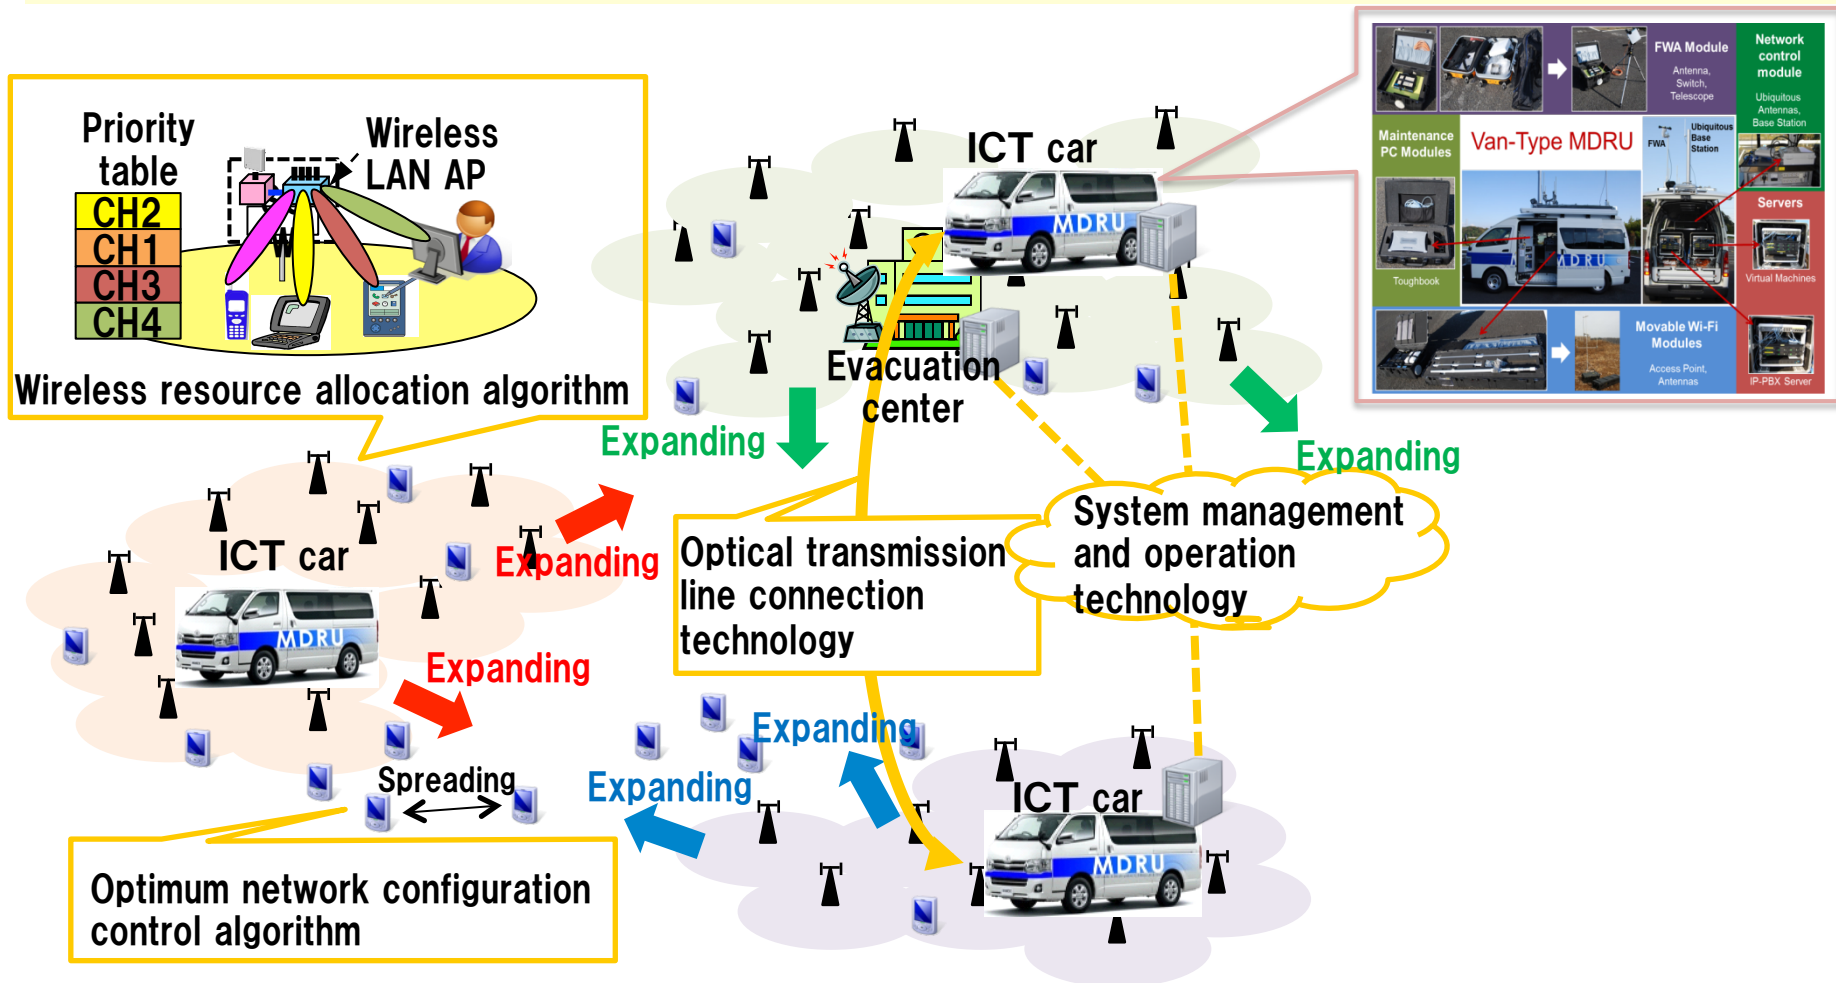 Priority
table
CH2
CH1
CH3
CH4
Wireless
LAN AP
Wireless resource allocation algorithm
ICT car
MDRU
Evacuation
center
FWA Module
Antenna,
Switch,
Telescope
Network
control
module
Ubiquitous
Antennas,
Base Station
Maintenance
PC Modules
Toughbook
Van-Type MDRU
MDRU
FWA
Ubiquitous
Base
Station
Servers
Virtual Machines
IP-PBX Server
Movable Wi-Fi
Modules
Access Point,
Antennas
Expanding
Expanding
ICT car
MDRU
Expanding
Expanding
Optical transmission
line connection
technology
System management
and operation
technology
Expanding
Expanding
Spreading
ICT car
MDRU
Optimum network configuration
control algorithm